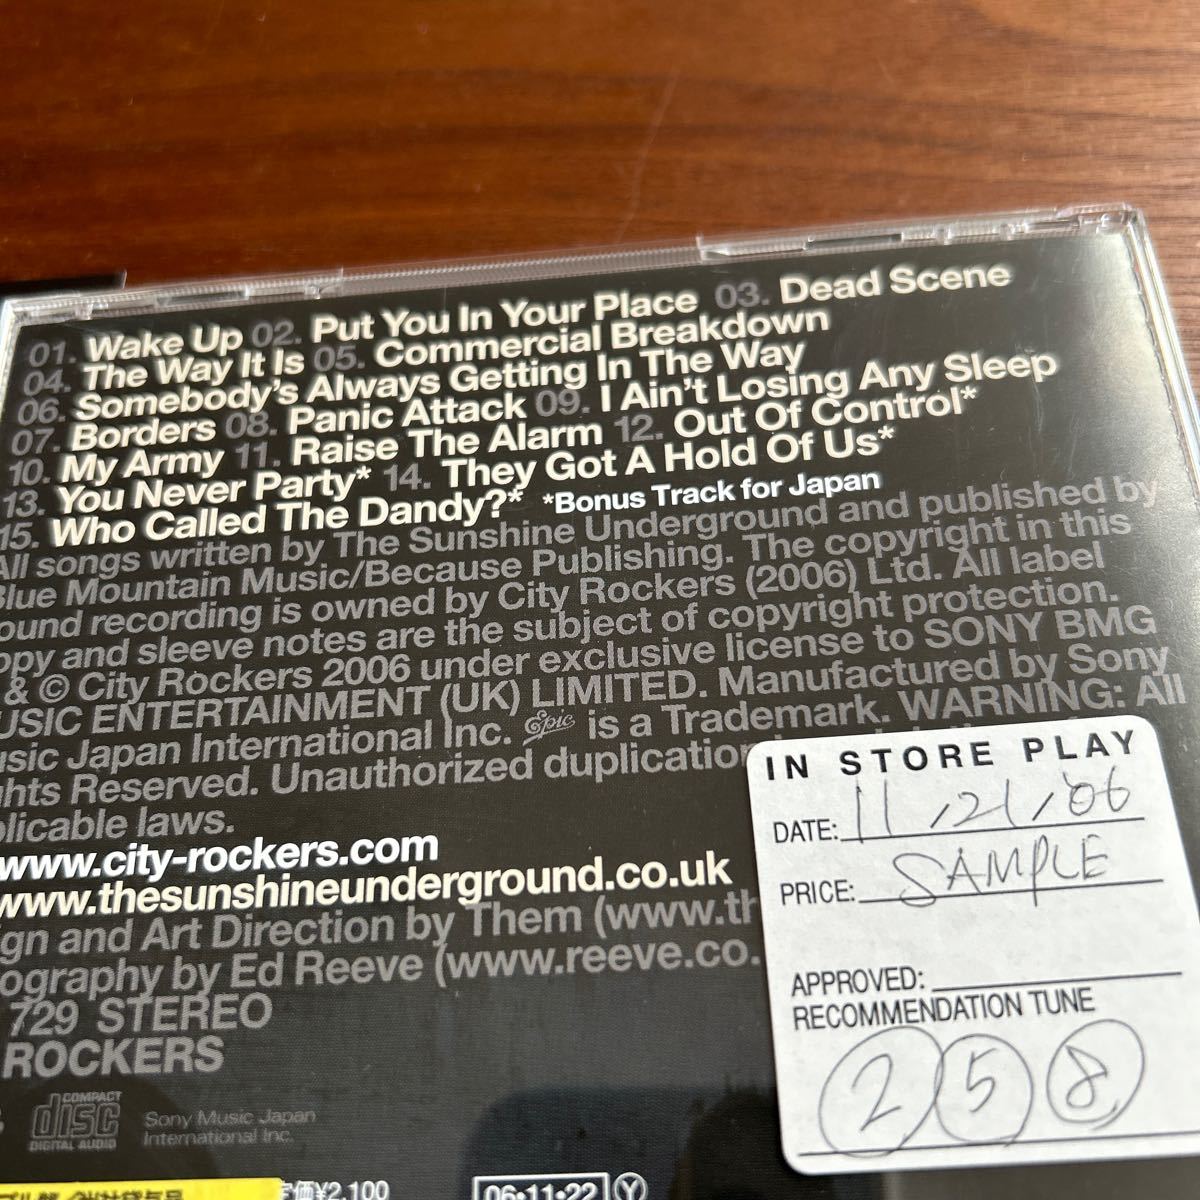 01. Wake Up 02. Put You In Your Place 03. Dead Scene
04. The Way It Is 05. Commercial Breakdown
06. Somebody's Always Getting In The Way
07. Borders 08. Panic Attack 09. I Ain't Losing Any Sleep
10. My Army 11. Raise The Alarm 12. Out Of Control*
13. You Never Party* 14. They Got A Hold Of Us*
15. Who Called The Dandy?* *Bonus Track for Japan
All songs written by The Sunshine Underground and published by
Blue Mountain Music/Because Publishing. The copyright in this
ound recording is owned by City Rockers (2006) Ltd. All label
opy and sleeve notes are the subject of copyright protection.
& © City Rockers 2006 under exclusive license to SONY BMG
USIC ENTERTAINMENT (UK) LIMITED. Manufactured by Sony
usic Japan International Inc. Epic is a Trademark. WARNING: All
ghts Reserved. Unauthorized duplication
plicable laws.
www.city-rockers.com
www.thesunshineunderground.co.uk
ign and Art Direction by Them (www.th
ography by Ed Reeve (www.reeve.co.
729 STEREO
ROCKERS
COMPACT
disc
DIGITAL AUDIO
Sony Music Japan
International Inc.
定価¥2,100
06・11・22 Y
IN STORE PLAY
DATE: 11/21/'06
PRICE: SAMPLE
APPROVED:
RECOMMENDATION TUNE
2 5 8